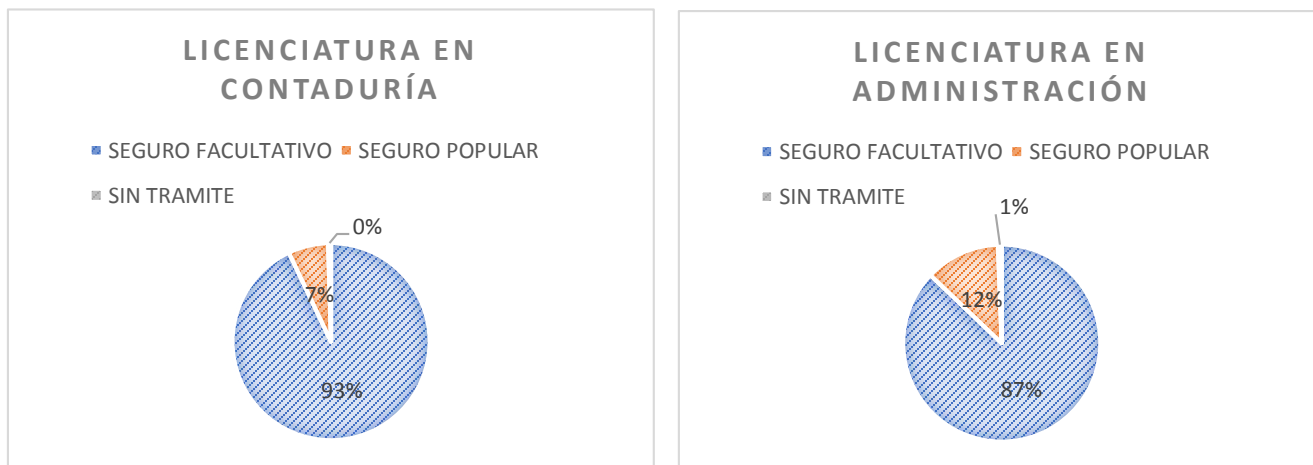 LICENCIATURA EN
CONTADURÍA
SEGURO FACULTATIVO SEGURO POPULAR
SIN TRAMITE
0%
7%
93%
LICENCIATURA EN
ADMINISTRACIÓN
SEGURO FACULTATIVO SEGURO POPULAR
SIN TRAMITE
1%
12%
87%